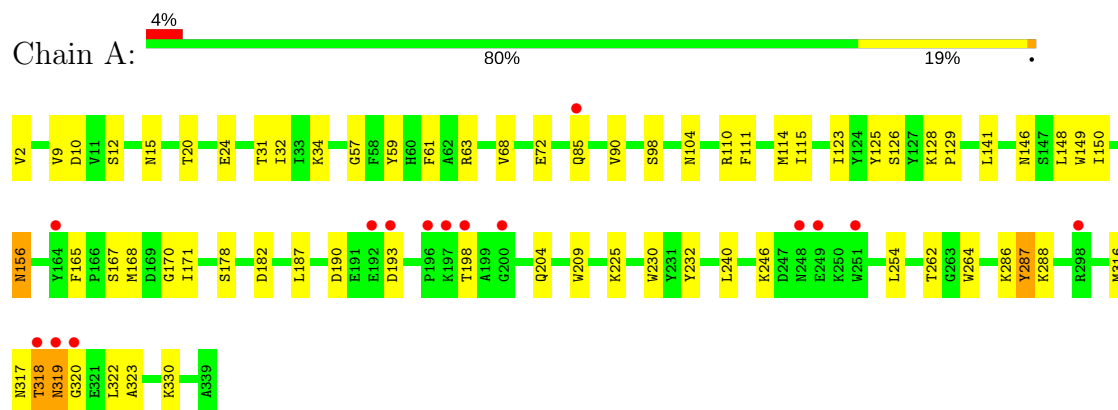 4%
Chain A:
80% 19% •
V2 V9 D10 V11 S12 N15 T20 E24 T31 I32 I33 K34 G57 F58 Y59 H60 F61 A62 R63 V68 E72 Q85 V90 S98 N104 R110 F111 M114 I115 I123 Y124 Y125 S126 Y127 K128 P129 L141 N146 S147 L148 W149 I150
N156 Y164 F165 P166 S167 M168 D169 G170 I171 S178 D182 L187 D190 E191 E192 D193 P196 K197 T198 A199 G200 Q204 W209 K225 W230 Y231 Y232 L240 K246 D247 N248 E249 K250 W251 L254 T262 G263 W264 K286 Y287 K288 R298 M316
N317 T318 N319 G320 E321 L322 A323 K330 A339